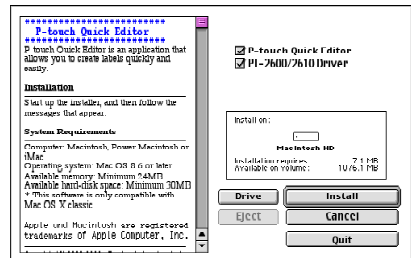 ************************
P-touch Quick Editor
************************
P-touch Quick Editor is an application that
allows you to create labels quickly and
easily.
Installation
Start up the installer, and then follow the
messages that appear.
System Requirements
Computer: Macintosh, Power Macintosh or
iMac
Operating system: Mac OS 8.6 or later
Available memory: Minimum 24MB
Available hard-disk space: Minimum 30MB
* This software is only compatible with
Mac OS X classic
Apple and Macintosh are registered
trademarks of Apple Computer, Inc.
P-touch Quick Editor
PT-2600/2610 Driver
Install on:
Macintosh HD
Installation requires: 7.1 MB
Available on volume: 1076.1 MB
Drive
Install
Eject
Cancel
Quit